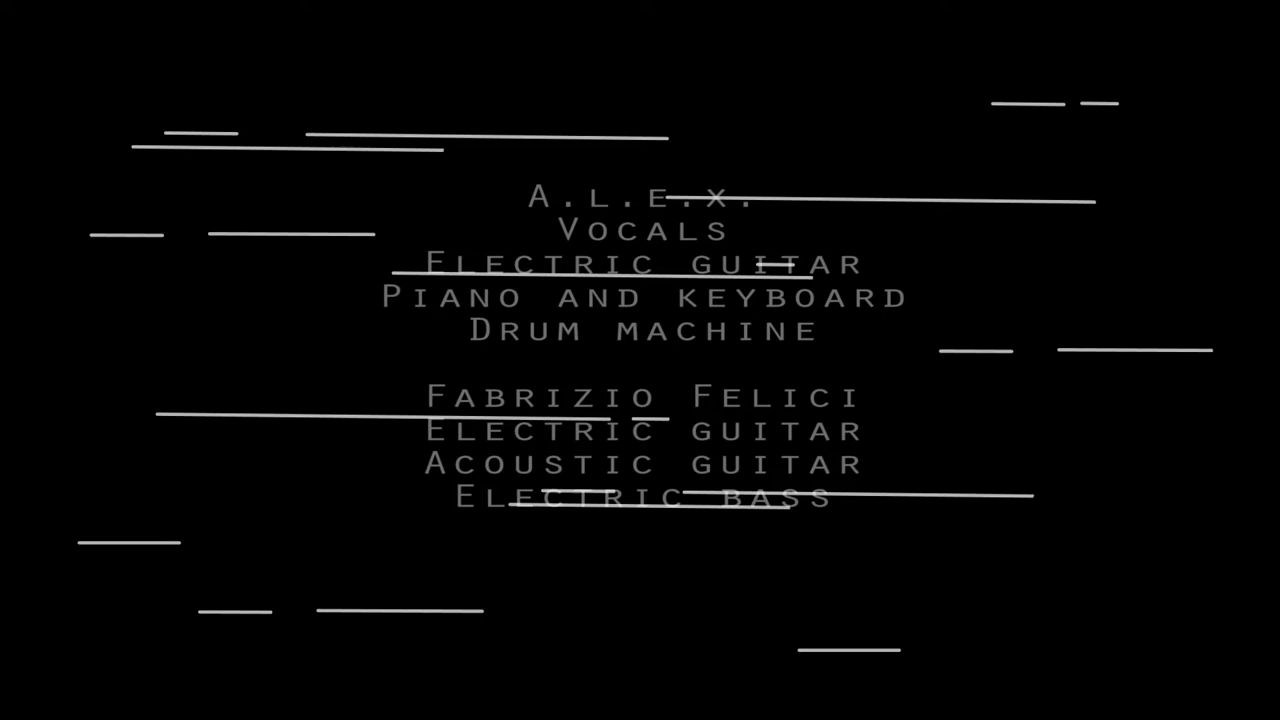 A.L.E.X.
Vocals
Electric guitar
Piano and keyboard
Drum machine
Fabrizio Felici
Electric guitar
Acoustic guitar
Electric bass